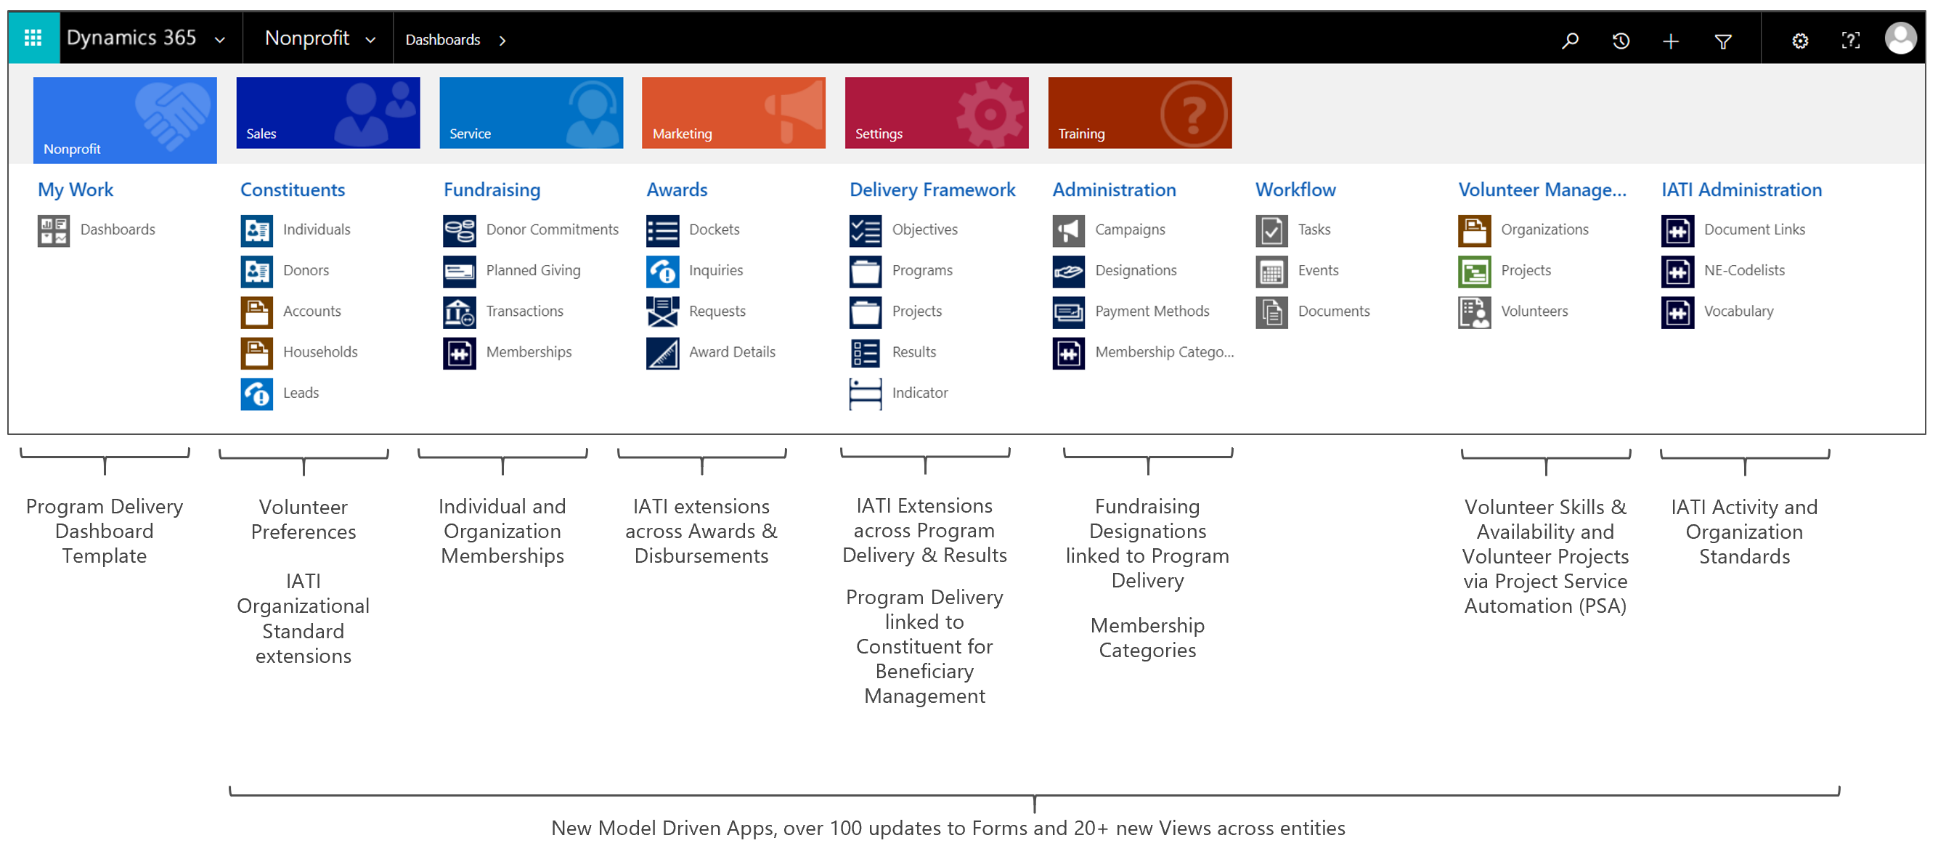 Dynamics 365 Nonprofit Dashboards
Nonprofit
Sales
Service
Marketing
Settings
Training
My Work
Dashboards
Constituents
Individuals
Donors
Accounts
Households
Leads
Fundraising
Donor Commitments
Planned Giving
Transactions
Memberships
Awards
Dockets
Inquiries
Requests
Award Details
Delivery Framework
Objectives
Programs
Projects
Results
Indicator
Administration
Campaigns
Designations
Payment Methods
Membership Catego...
Workflow
Tasks
Events
Documents
Volunteer Manage...
Organizations
Projects
Volunteers
IATI Administration
Document Links
NE-Codelists
Vocabulary
Program Delivery
Dashboard
Template
Volunteer
Preferences
IATI
Organizational
Standard
extensions
Individual and
Organization
Memberships
IATI extensions
across Awards &
Disbursements
IATI Extensions
across Program
Delivery & Results
Program Delivery
linked to
Constituent for
Beneficiary
Management
Fundraising
Designations
linked to Program
Delivery
Membership
Categories
Volunteer Skills &
Availability and
Volunteer Projects
via Project Service
Automation (PSA)
IATI Activity and
Organization
Standards
New Model Driven Apps, over 100 updates to Forms and 20+ new Views across entities